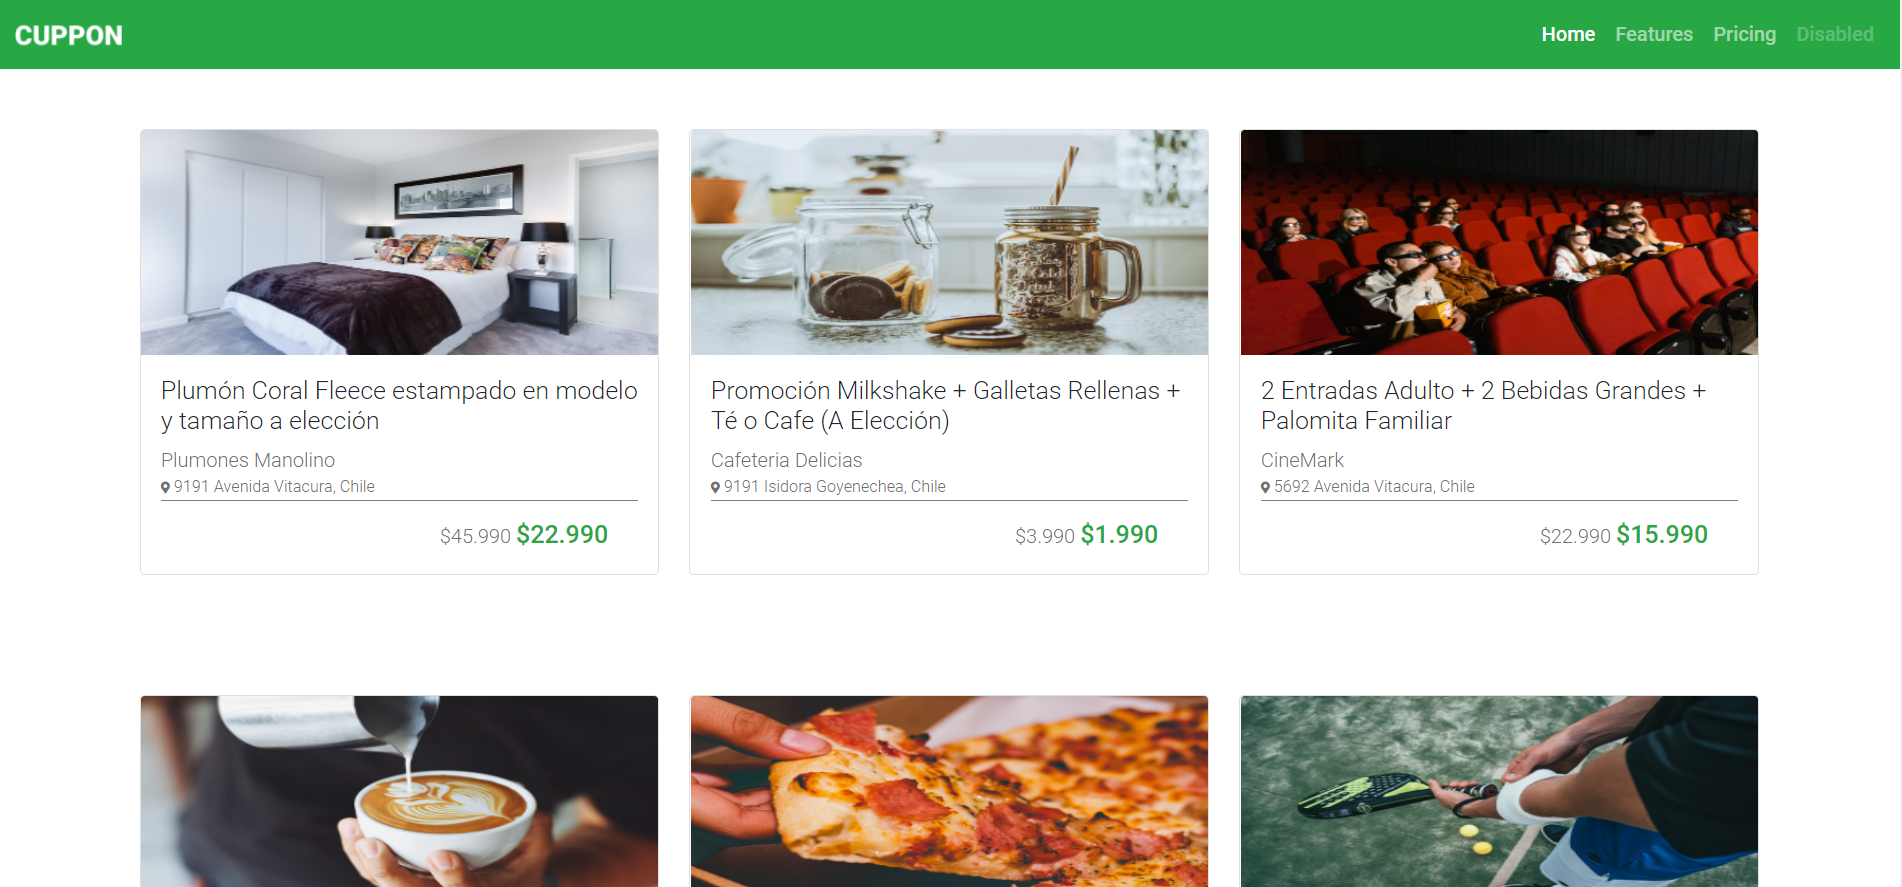 CUPPON
Home Features Pricing Disabled
Plumón Coral Fleece estampado en modelo
y tamaño a elección
Plumones Manolino
9191 Avenida Vitacura, Chile
$45.990 $22.990
Promoción Milkshake + Galletas Rellenas +
Té o Cafe (A Elección)
Cafeteria Delicias
9191 Isidora Goyenechea, Chile
$3.990 $1.990
2 Entradas Adulto + 2 Bebidas Grandes +
Palomita Familiar
CineMark
5692 Avenida Vitacura, Chile
$22.990 $15.990